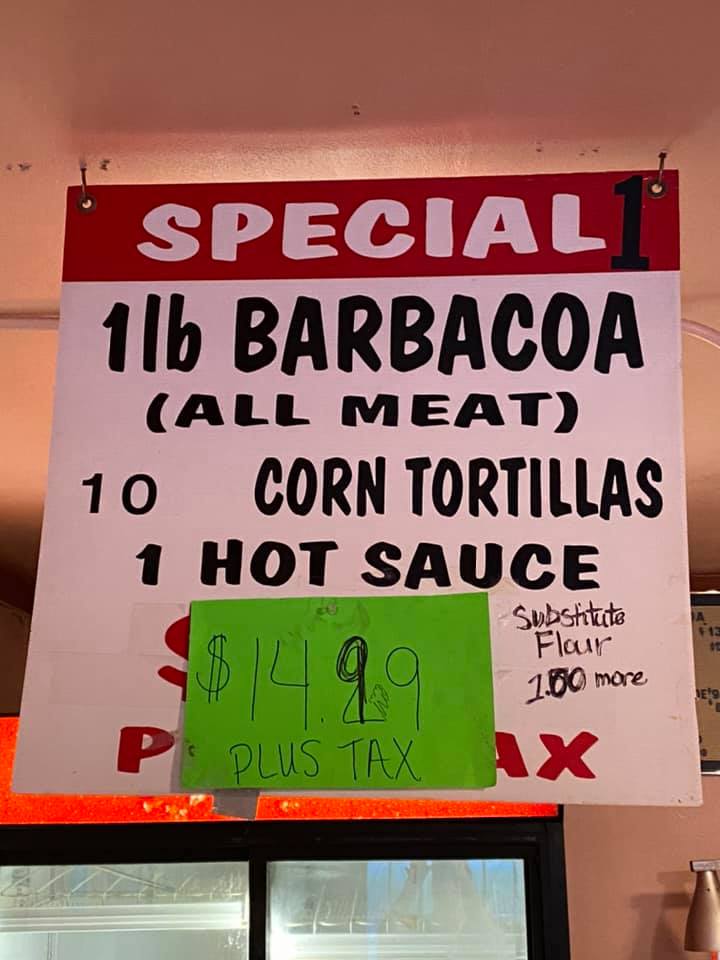 SPECIAL 1
1lb BARBACOA
(ALL MEAT)
10 CORN TORTILLAS
1 HOT SAUCE
Substitute
Flour
1.00 more
$14.99
PLUS TAX